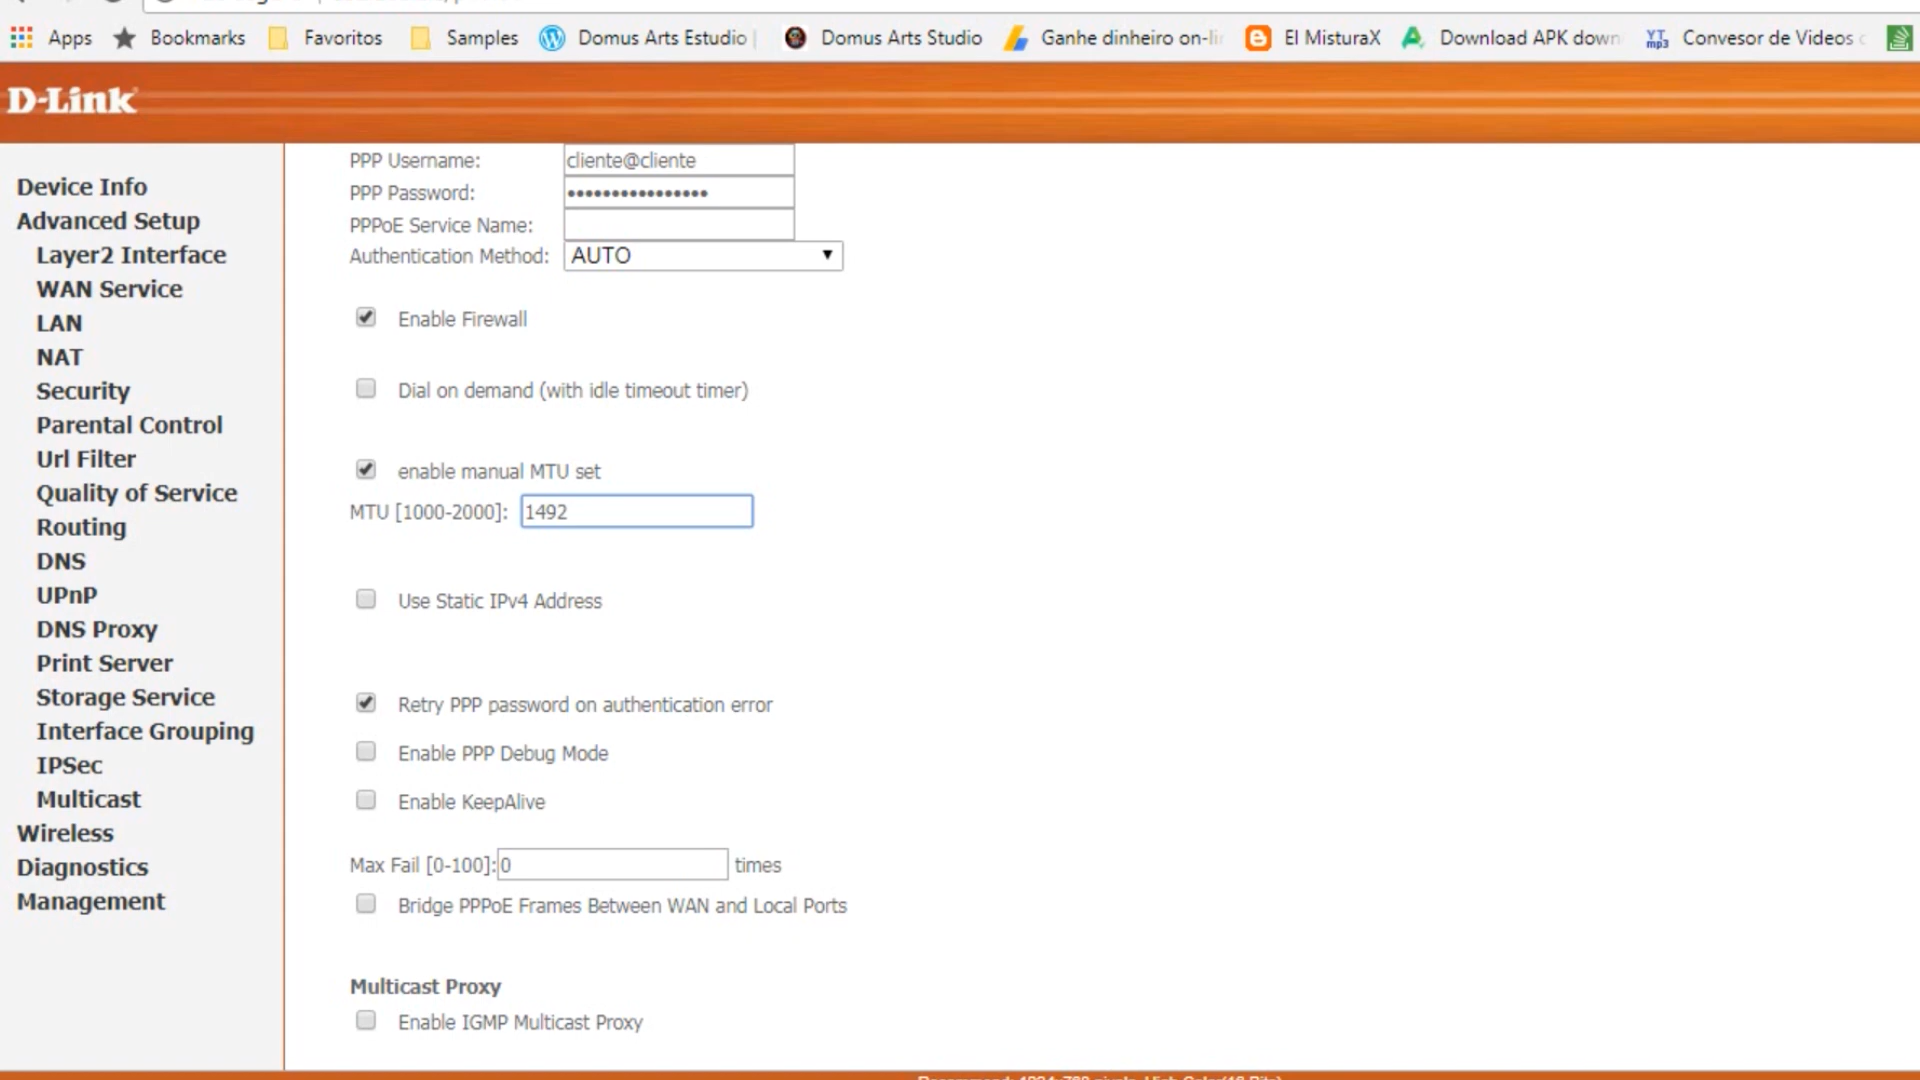 Apps Bookmarks Favoritos Samples Domus Arts Estudio | Domus Arts Studio Ganhe dinheiro on-li El MisturaX Download APK down YT mp3 Convesor de Videos
D-Link
Device Info
Advanced Setup
Layer2 Interface
WAN Service
LAN
NAT
Security
Parental Control
Url Filter
Quality of Service
Routing
DNS
UPnP
DNS Proxy
Print Server
Storage Service
Interface Grouping
IPSec
Multicast
Wireless
Diagnostics
Management
PPP Username: cliente@cliente
PPP Password: ••••••••••••••••
PPPoE Service Name:
Authentication Method: AUTO
Enable Firewall
Dial on demand (with idle timeout timer)
enable manual MTU set
MTU [1000-2000]: 1492
Use Static IPv4 Address
Retry PPP password on authentication error
Enable PPP Debug Mode
Enable KeepAlive
Max Fail [0-100]: 0 times
Bridge PPPoE Frames Between WAN and Local Ports
Multicast Proxy
Enable IGMP Multicast Proxy